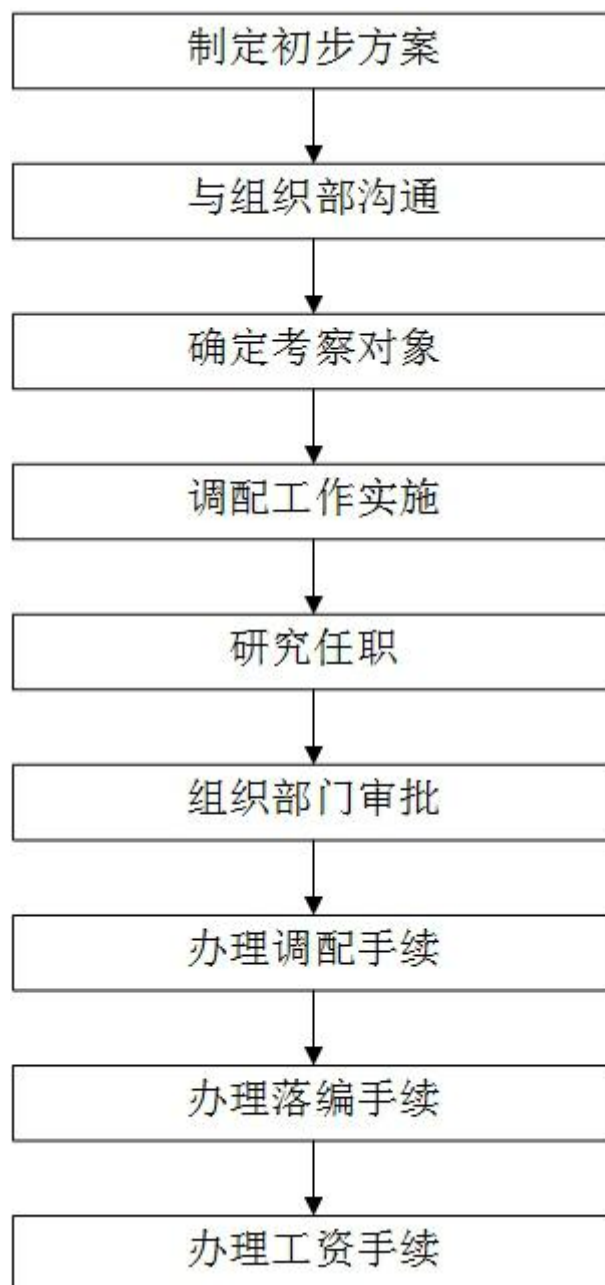 制定初步方案
与组织部沟通
确定考察对象
调配工作实施
研究任职
组织部门审批
办理调配手续
办理落编手续
办理工资手续